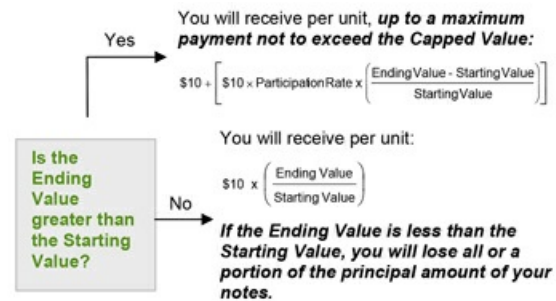 You will receive per unit, up to a maximum
payment not to exceed the Capped Value:
Yes
$10 + [$10 × Participation Rate x (Ending Value - Starting Value / Starting Value)]
Is the
Ending
Value
greater than
the Starting
Value?
No
You will receive per unit:
$10 x (Ending Value / Starting Value)
If the Ending Value is less than the
Starting Value, you will lose all or a
portion of the principal amount of your
notes.